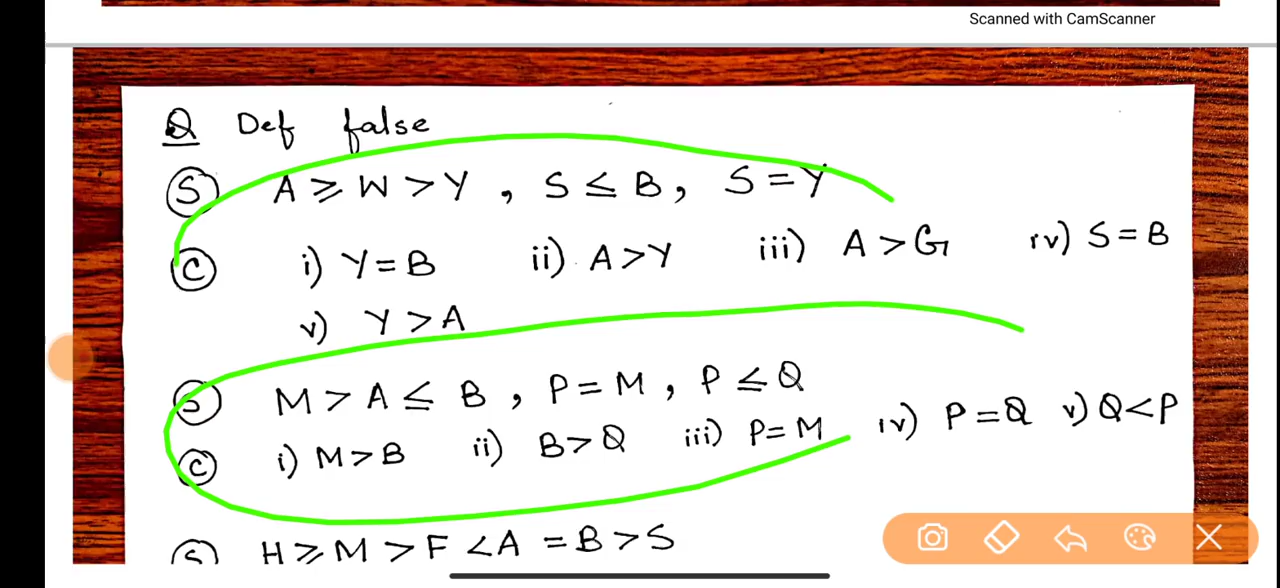 Scanned with CamScanner
Q Def false
S A ⩾ W > Y , S ≤ B, S = Y
C i) Y = B ii) A > Y iii) A > G iv) S = B
v) Y > A
S M > A ≤ B , P = M , P ≤ Q
C i) M > B ii) B > Q iii) P = M iv) P = Q v) Q < P
S H ⩾ M > F < A = B > S